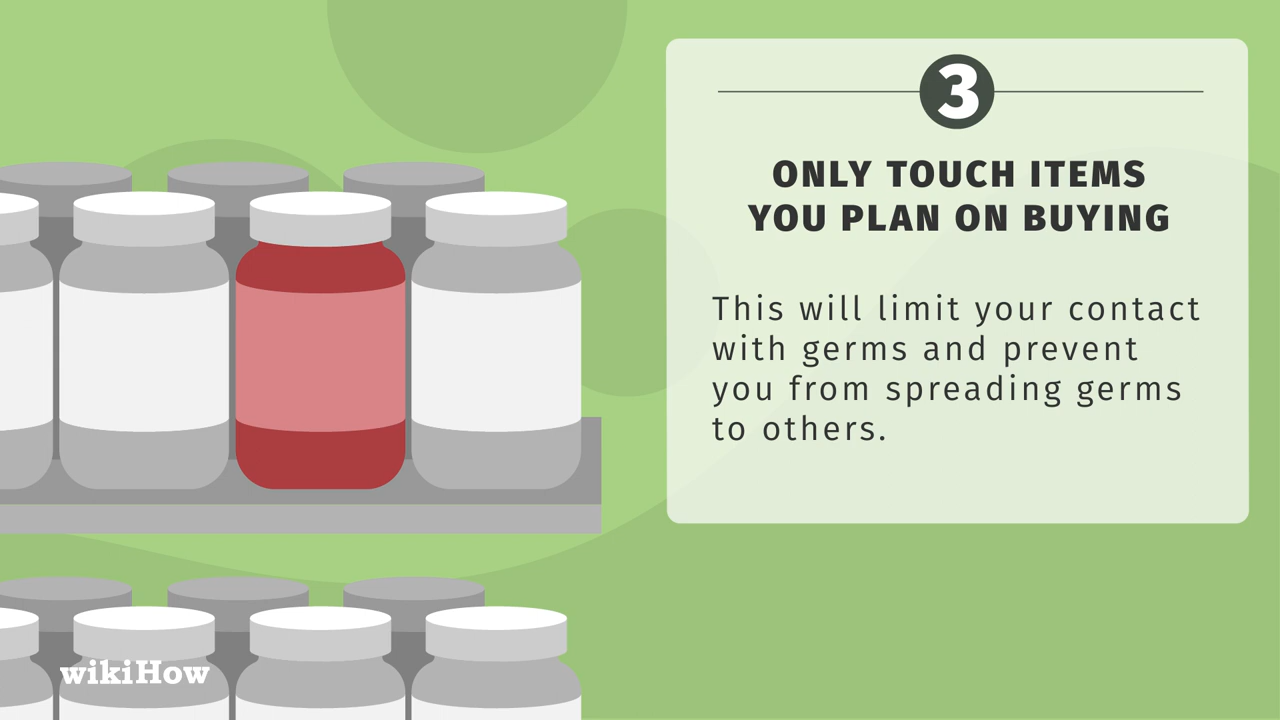 3
ONLY TOUCH ITEMS
YOU PLAN ON BUYING
This will limit your contact
with germs and prevent
you from spreading germs
to others.
wikiHow